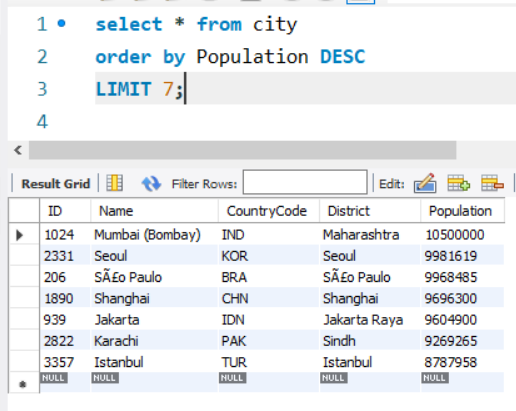 1 select * from city
2 order by Population DESC
3 LIMIT 7;
4
Result Grid Filter Rows: Edit:
ID Name CountryCode District Population
1024 Mumbai (Bombay) IND Maharashtra 10500000
2331 Seoul KOR Seoul 9981619
206 SÃ£o Paulo BRA SÃ£o Paulo 9968485
1890 Shanghai CHN Shanghai 9696300
939 Jakarta IDN Jakarta Raya 9604900
2822 Karachi PAK Sindh 9269265
3357 Istanbul TUR Istanbul 8787958
NULL NULL NULL NULL NULL